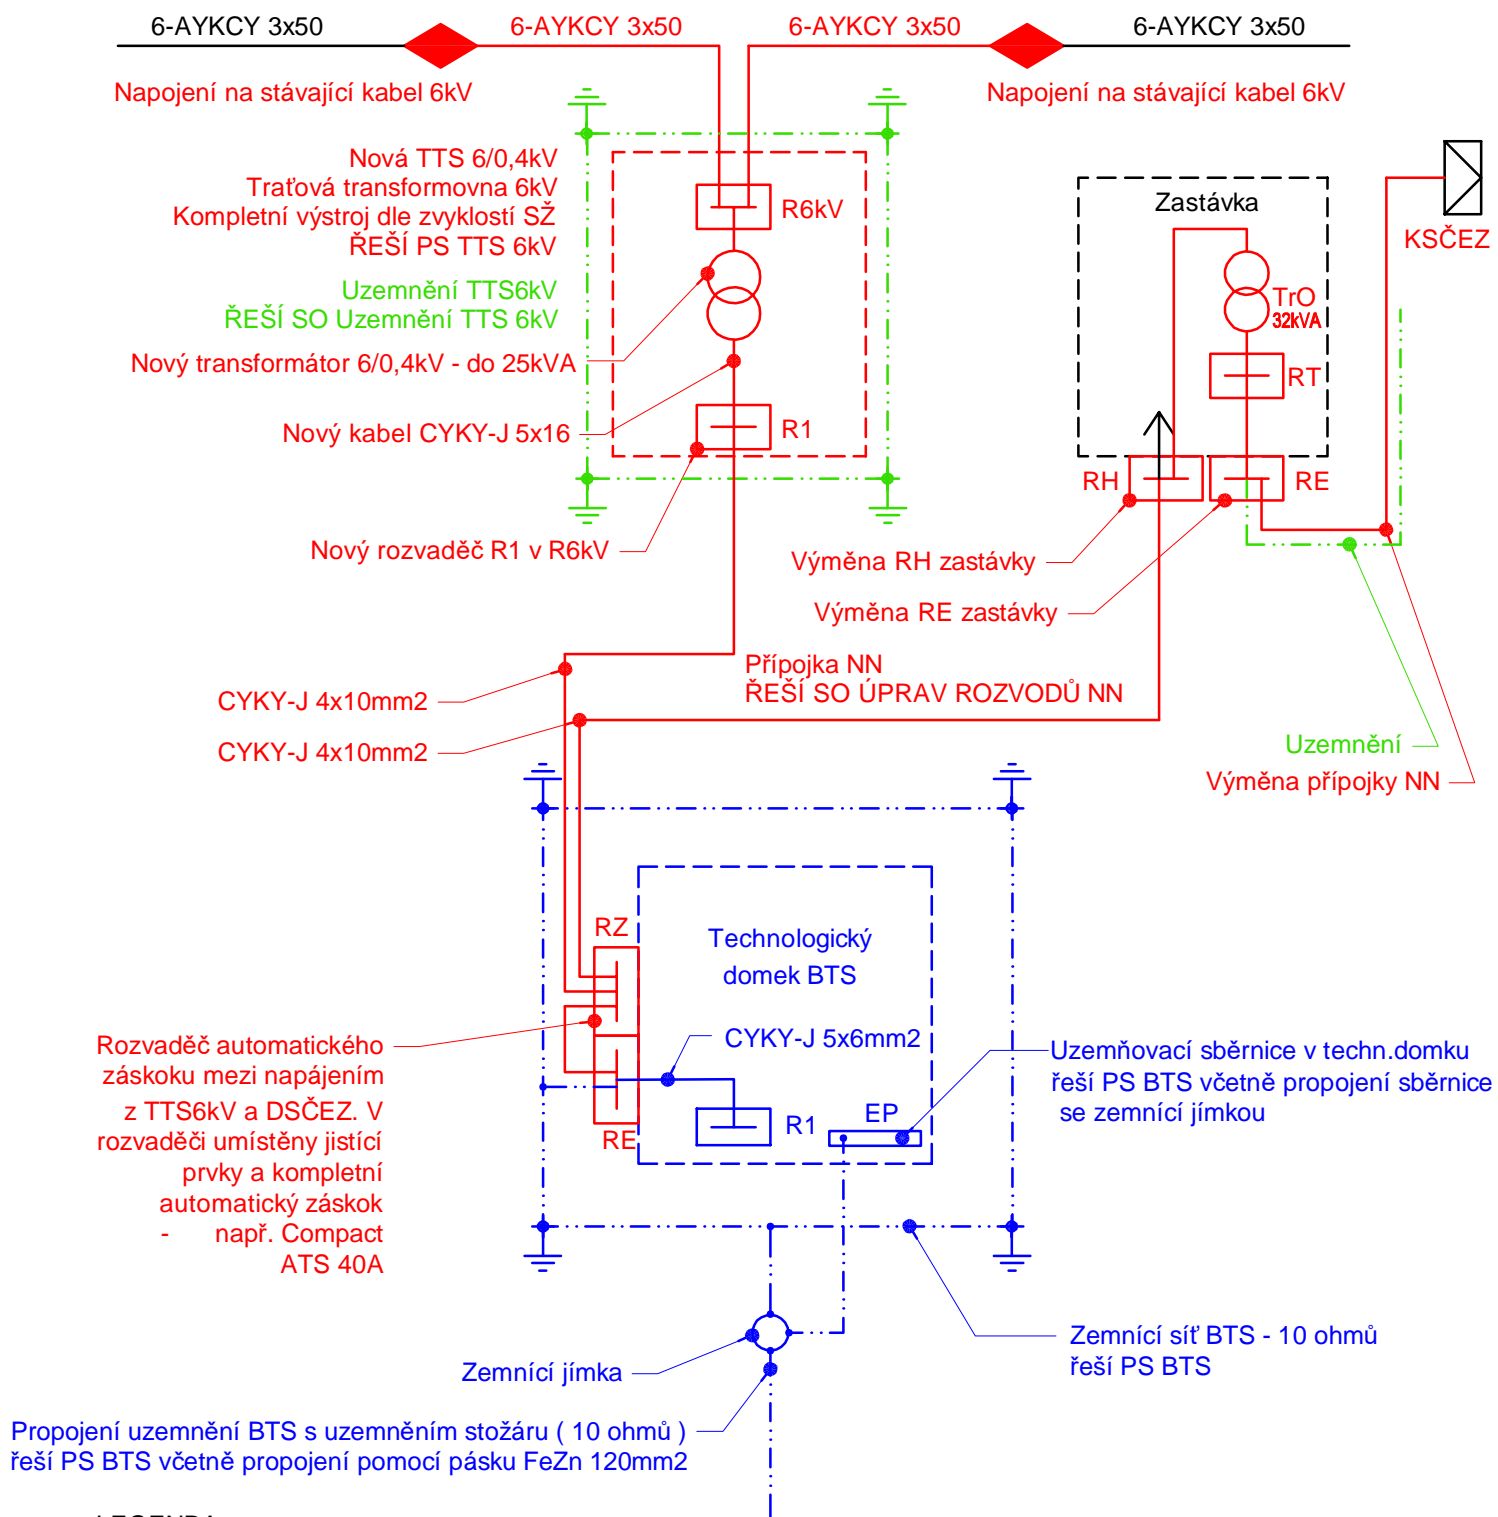 6-AYKCY 3x50
6-AYKCY 3x50
6-AYKCY 3x50
6-AYKCY 3x50
Napojení na stávající kabel 6kV
Napojení na stávající kabel 6kV
Nová TTS 6/0,4kV
Traťová transformovna 6kV
Kompletní výstroj dle zvyklostí SŽ
ŘEŠÍ PS TTS 6kV
Uzemnění TTS6kV
ŘEŠÍ SO Uzemnění TTS 6kV
Nový transformátor 6/0,4kV - do 25kVA
Nový kabel CYKY-J 5x16
Nový rozvaděč R1 v R6kV
R6kV
R1
Zastávka
KSČEZ
TrO
32kVA
RT
RH
RE
Výměna RH zastávky
Výměna RE zastávky
Přípojka NN
ŘEŠÍ SO ÚPRAV ROZVODŮ NN
CYKY-J 4x10mm2
CYKY-J 4x10mm2
Uzemnění
Výměna přípojky NN
RZ
Technologický
domek BTS
CYKY-J 5x6mm2
R1
EP
RE
Rozvaděč automatického
záskoku mezi napájením
z TTS6kV a DSČEZ. V
rozvaděči umístěny jistící
prvky a kompletní
automatický záskok
- např. Compact
ATS 40A
Uzemňovací sběrnice v techn.domku
řeší PS BTS včetně propojení sběrnice
se zemnící jímkou
Zemnící síť BTS - 10 ohmů
řeší PS BTS
Zemnící jímka
Propojení uzemnění BTS s uzemněním stožáru ( 10 ohmů )
řeší PS BTS včetně propojení pomocí pásku FeZn 120mm2
LEGENDA